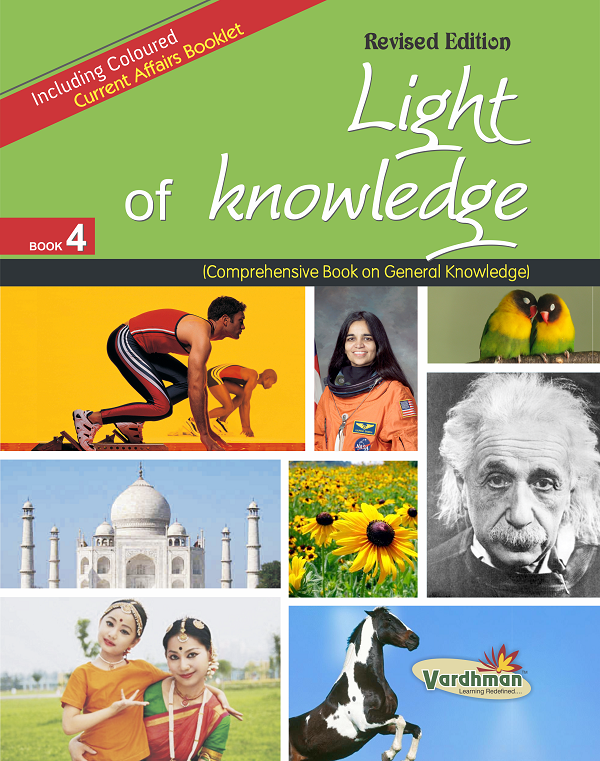 Including Coloured
Current Affairs Booklet
Revised Edition
Light
of knowledge
BOOK 4
(Comprehensive Book on General Knowledge)
NASA
Vardhman
Learning Redefined....